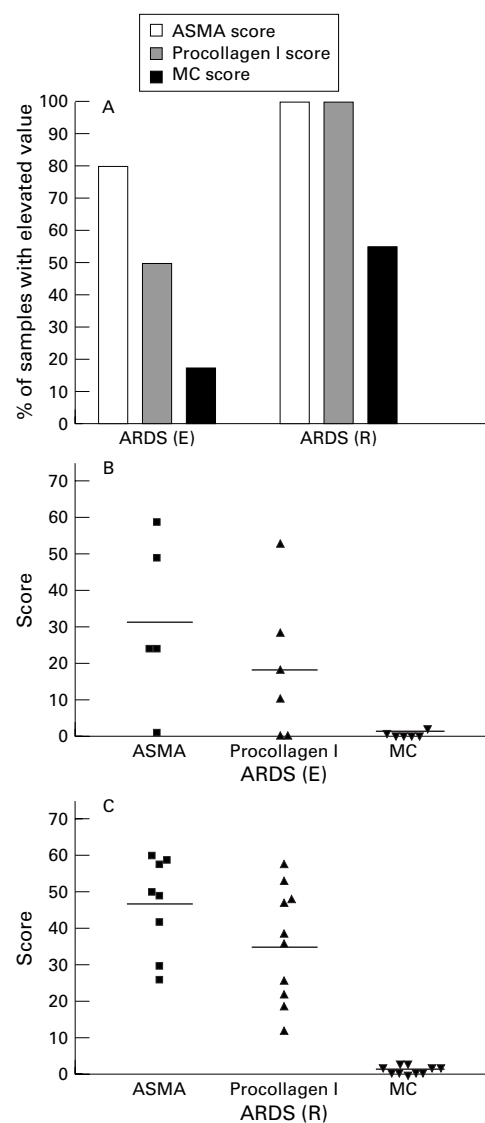 ASMA score
Procollagen I score
MC score
A
% of samples with elevated value
100
90
80
70
60
50
40
30
20
10
0
ARDS (E)
ARDS (R)
B
Score
70
60
50
40
30
20
10
0
ASMA
Procollagen I
MC
ARDS (E)
C
Score
70
60
50
40
30
20
10
0
ASMA
Procollagen I
MC
ARDS (R)